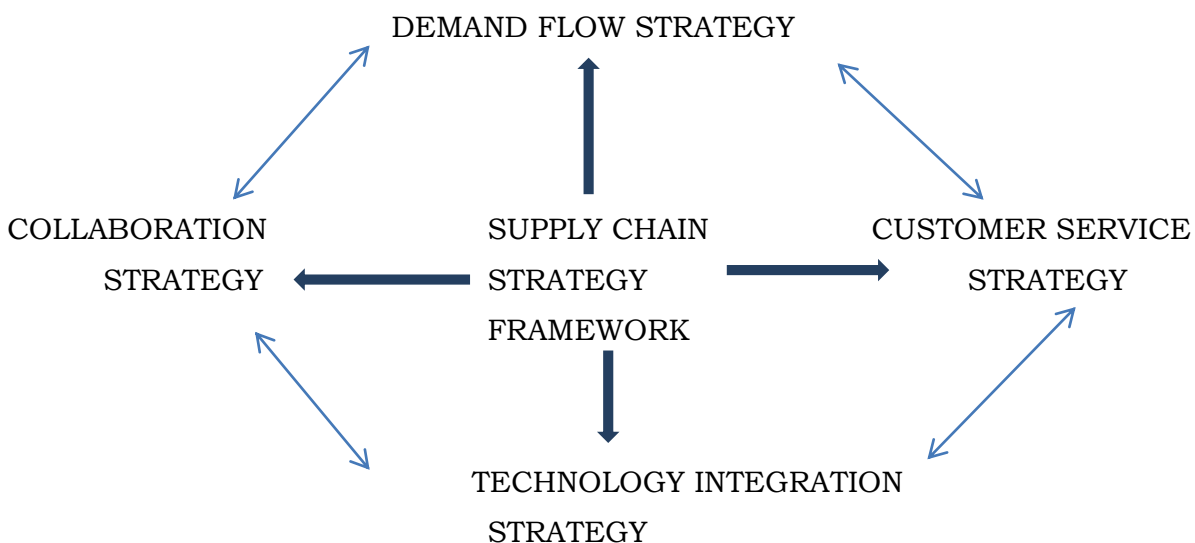 DEMAND FLOW STRATEGY
COLLABORATION
STRATEGY
SUPPLY CHAIN
STRATEGY
FRAMEWORK
CUSTOMER SERVICE
STRATEGY
TECHNOLOGY INTEGRATION
STRATEGY